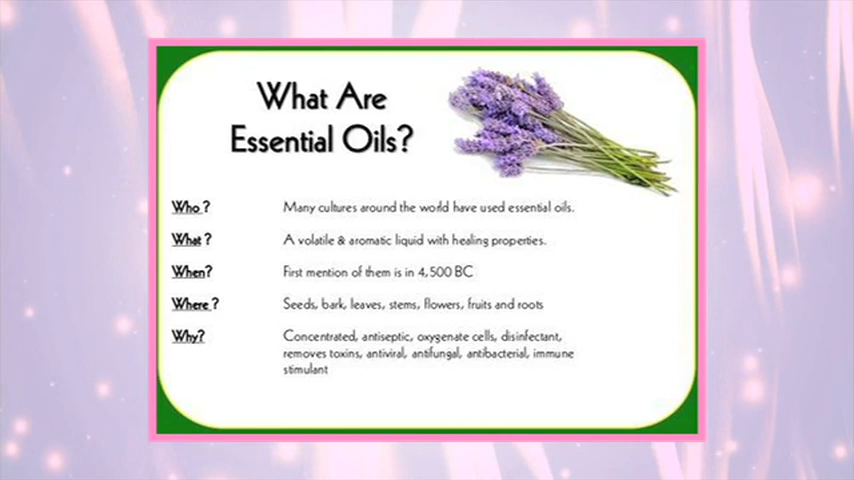 What Are
Essential Oils?
Who ? Many cultures around the world have used essential oils.
What ? A volatile & aromatic liquid with healing properties.
When? First mention of them is in 4,500 BC
Where ? Seeds, bark, leaves, stems, flowers, fruits and roots
Why? Concentrated, antiseptic, oxygenate cells, disinfectant,
removes toxins, antiviral, antifungal, antibacterial, immune
stimulant